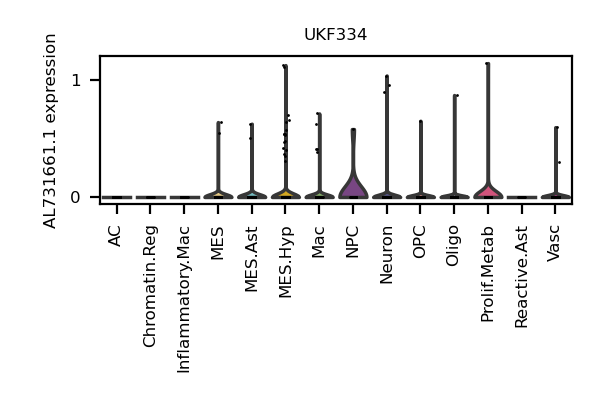 UKF334
AL731661.1 expression
1
0
AC
Chromatin.Reg
Inflammatory.Mac
MES
MES.Ast
MES.Hyp
Mac
NPC
Neuron
OPC
Oligo
Prolif.Metab
Reactive.Ast
Vasc